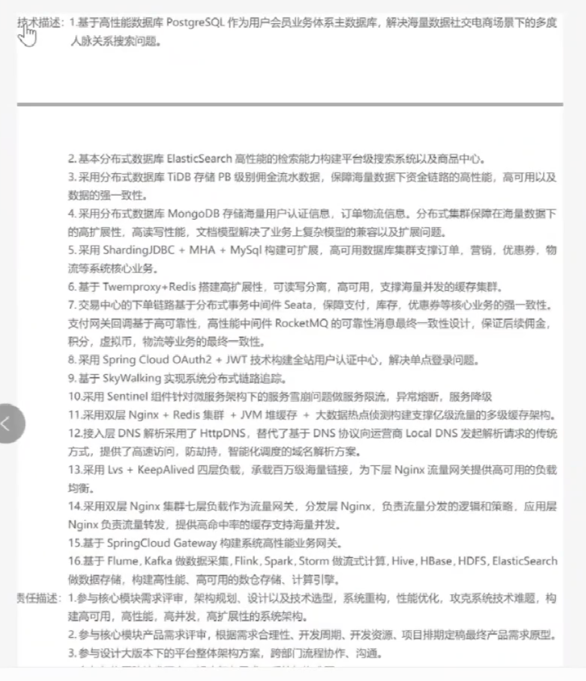 技术描述：1.基于高性能数据库 PostgreSQL 作为用户会员业务体系主数据库，解决海量数据社交电商场景下的多度
人脉关系搜索问题。
2.基本分布式数据库 ElasticSearch 高性能的检索能力构建平台级搜索系统以及商品中心。
3.采用分布式数据库 TiDB 存储 PB 级别佣金流水数据，保障海量数据下资金链路的高性能，高可用以及
数据的强一致性。
4.采用分布式数据库 MongoDB 存储海量用户认证信息，订单物流信息。分布式集群保障在海量数据下
的高扩展性，高读写性能，文档模型解决了业务上复杂模型的兼容以及扩展问题。
5.采用 ShardingJDBC + MHA + MySql 构建可扩展，高可用数据库集群支撑订单、营销，优惠券，物
流等系统核心业务。
6.基于 Twemproxy+Redis 搭建高扩展性，可读写分离，高可用，支撑海量并发的缓存集群。
7.交易中心的下单链路基于分布式事务中间件 Seata，保障支付，库存，优惠券等核心业务的强一致性。
支付网关回调基于高可靠性，高性能中间件 RocketMQ 的可靠性消息最终一致性设计，保证后续佣金，
积分，虚拟币，物流等业务的最终一致性。
8.采用 Spring Cloud OAuth2 + JWT 技术构建全站用户认证中心，解决单点登录问题。
9.基于 SkyWalking 实现系统分布式链路追踪。
10.采用 Sentinel 组件针对微服务架构下的服务雪崩问题做服务限流，异常熔断，服务降级
11.采用双层 Nginx + Redis 集群 + JVM 堆缓存 + 大数据热点侦测构建支撑亿级流量的多级缓存架构。
12.接入层 DNS 解析采用了 HttpDNS，替代了基于 DNS 协议向运营商 Local DNS 发起解析请求的传统
方式，提供了高速访问，防劫持，智能化调度的域名解析方案。
13.采用 Lvs + KeepAlived 四层负载，承载百万级海量链接，为下层 Nginx 流量网关提供高可用的负载
均衡。
14.采用双层 Nginx 集群七层负载作为流量网关，分发层 Nginx，负责流量分发的逻辑和策略，应用层
Nginx 负责流量转发，提供高命中率的缓存支持海量并发。
15.基于 SpringCloud Gateway 构建系统高性能业务网关。
16.基于 Flume，Kafka 做数据采集，Flink，Spark，Storm 做流式计算，Hive，HBase，HDFS，ElasticSearch
做数据存储，构建高性能、高可用的数仓存储、计算引擎。
责任描述：1.参与核心模块需求评审，架构规划，设计以及技术选型，系统重构，性能优化，攻克系统技术难题，构
建高可用，高性能，高并发，高扩展性的系统架构。
2.参与核心模块产品需求评审，根据需求合理性、开发周期、开发资源、项目排期定稿最终产品需求原型。
3.参与设计大版本下的平台整体架构方案，跨部门流程协作、沟通。